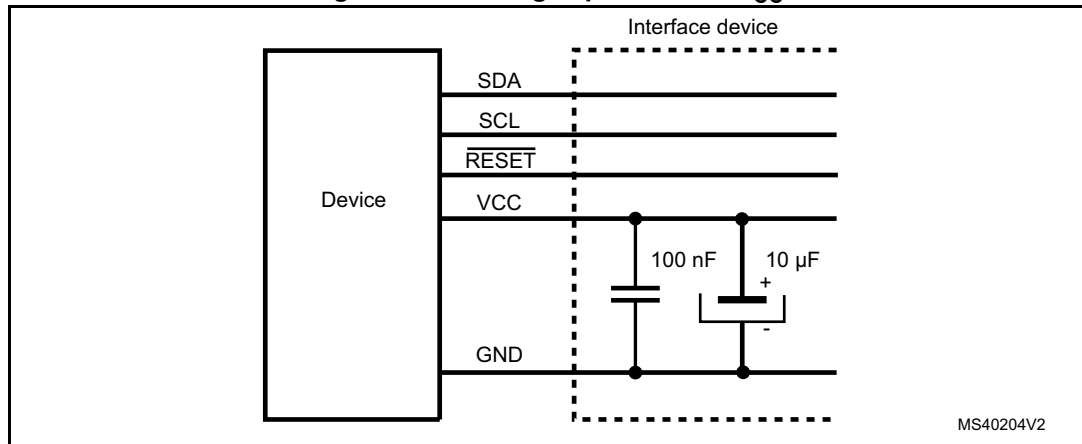 Interface device
SDA
SCL
RESET
Device
VCC
100 nF
10 µF
+
-
GND
MS40204V2